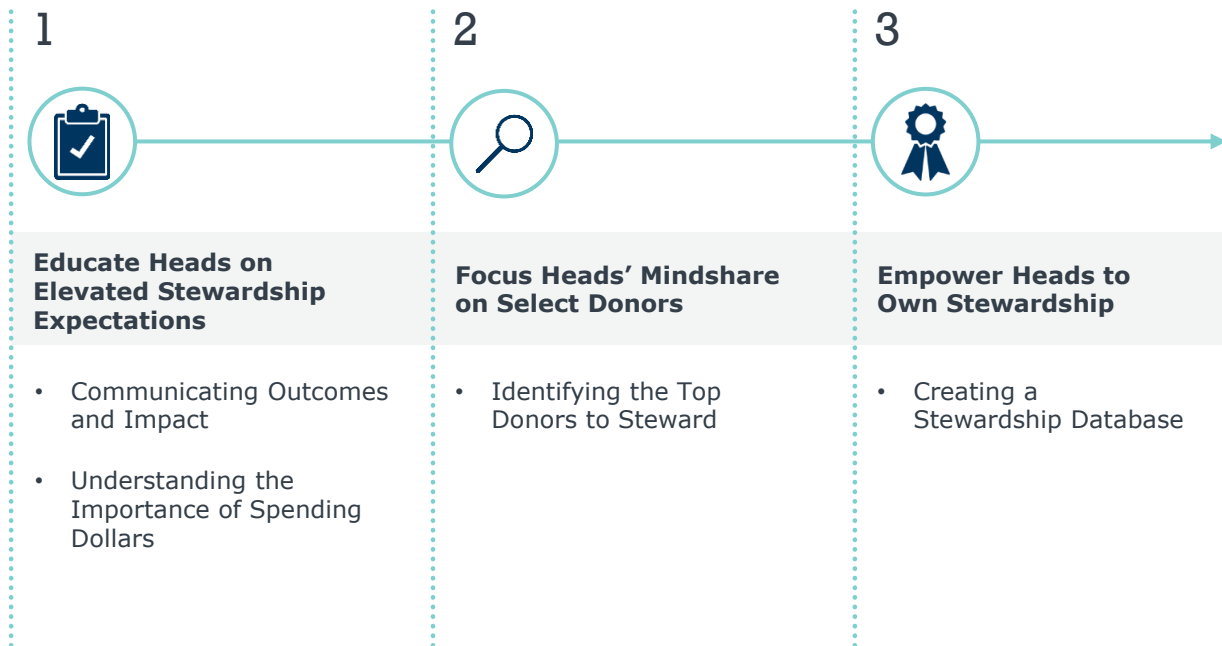 1
Educate Heads on
Elevated Stewardship
Expectations
• Communicating Outcomes
and Impact
• Understanding the
Importance of Spending
Dollars
2
Focus Heads’ Mindshare
on Select Donors
• Identifying the Top
Donors to Steward
3
Empower Heads to
Own Stewardship
• Creating a
Stewardship Database